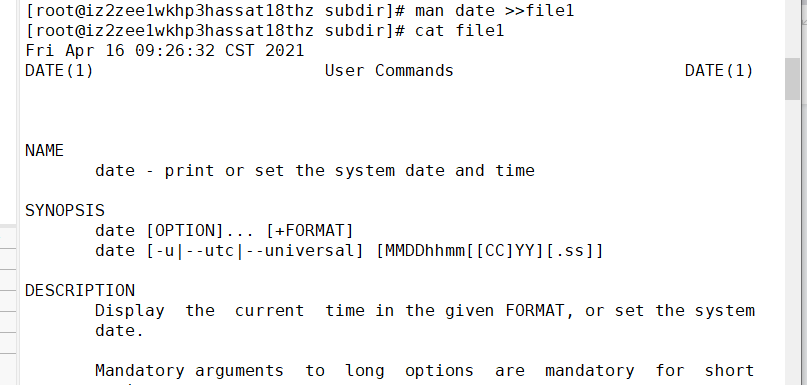 [root@iz2zee1wkhp3hassat18thz subdir]# man date >>file1
[root@iz2zee1wkhp3hassat18thz subdir]# cat file1
Fri Apr 16 09:26:32 CST 2021
DATE(1)                       User Commands                       DATE(1)
NAME
       date - print or set the system date and time
SYNOPSIS
       date [OPTION]... [+FORMAT]
       date [-u|--utc|--universal] [MMDDhhmm[[CC]YY][.ss]]
DESCRIPTION
       Display  the  current  time in the given FORMAT, or set the system
       date.
       Mandatory arguments  to  long  options  are  mandatory  for  short